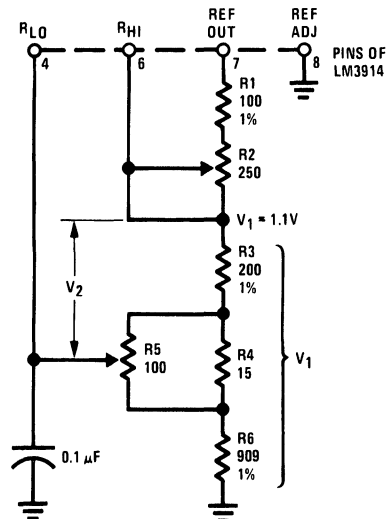 RLO
4
RHI
6
REF
OUT
7
REF
ADJ
8
PINS OF
LM3914
R1
100
1%
R2
250
V1 = 1.1V
R3
200
1%
V2
R5
100
R4
15
V1
R6
909
1%
0.1 μF